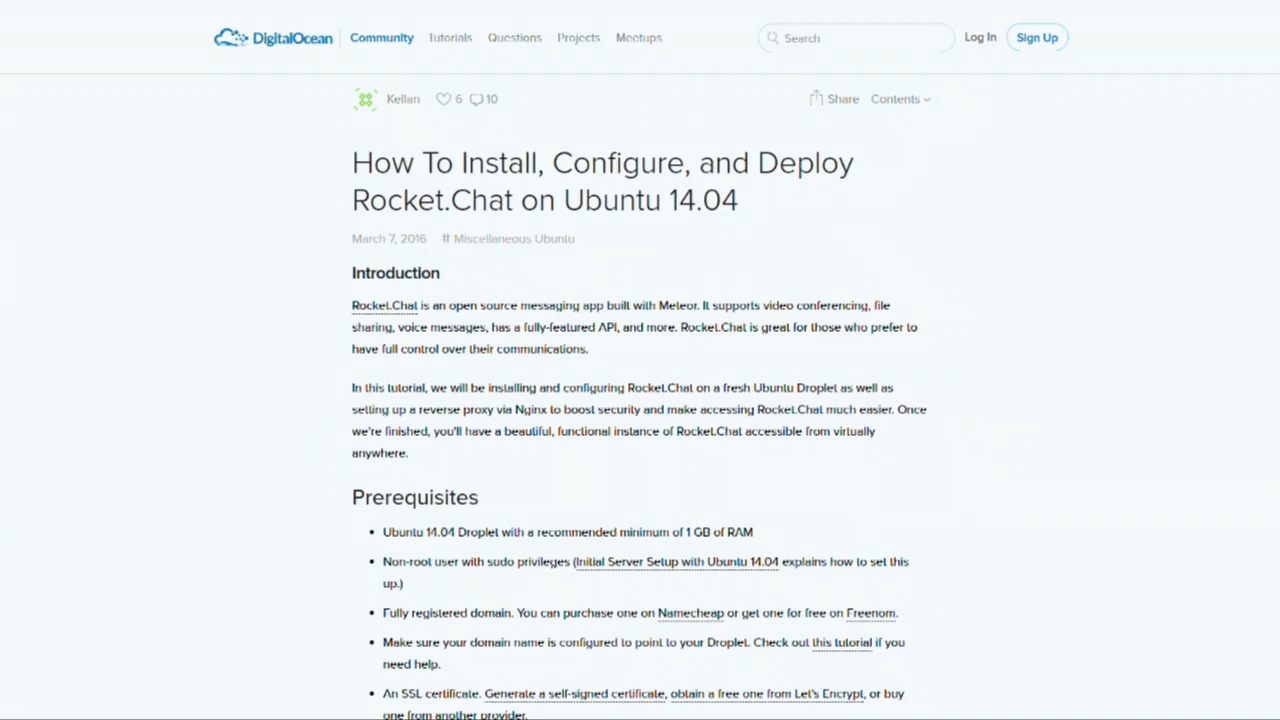 DigitalOcean Community Tutorials Questions Projects Meetups Search Log In Sign Up
Kellan 6 10 Share Contents
How To Install, Configure, and Deploy
Rocket.Chat on Ubuntu 14.04
March 7, 2016 # Miscellaneous Ubuntu
Introduction
Rocket.Chat is an open source messaging app built with Meteor. It supports video conferencing, file
sharing, voice messages, has a fully-featured API, and more. Rocket.Chat is great for those who prefer to
have full control over their communications.
In this tutorial, we will be installing and configuring Rocket.Chat on a fresh Ubuntu Droplet as well as
setting up a reverse proxy via Nginx to boost security and make accessing Rocket.Chat much easier. Once
we're finished, you'll have a beautiful, functional instance of Rocket.Chat accessible from virtually
anywhere.
Prerequisites
• Ubuntu 14.04 Droplet with a recommended minimum of 1 GB of RAM
• Non-root user with sudo privileges (Initial Server Setup with Ubuntu 14.04 explains how to set this
up.)
• Fully registered domain. You can purchase one on Namecheap or get one for free on Freenom.
• Make sure your domain name is configured to point to your Droplet. Check out this tutorial if you
need help.
• An SSL certificate. Generate a self-signed certificate, obtain a free one from Let's Encrypt, or buy
one from another provider.